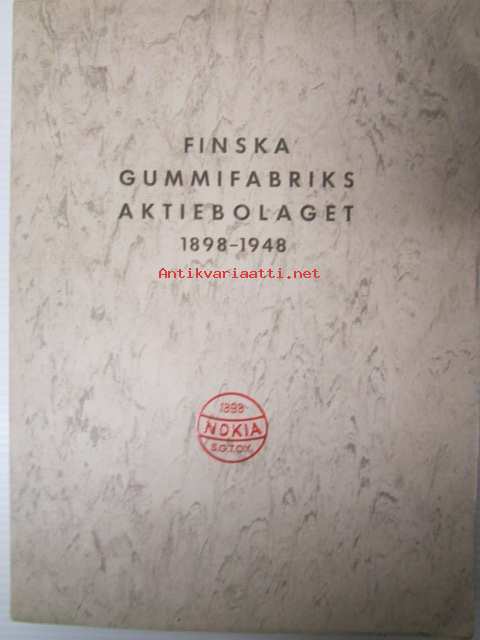 FINSKA
GUMMIFABRIKS
AKTIEBOLAGET
1898-1948
Antikvariaatti.net
1898
NOKIA
S.G.T.OY.